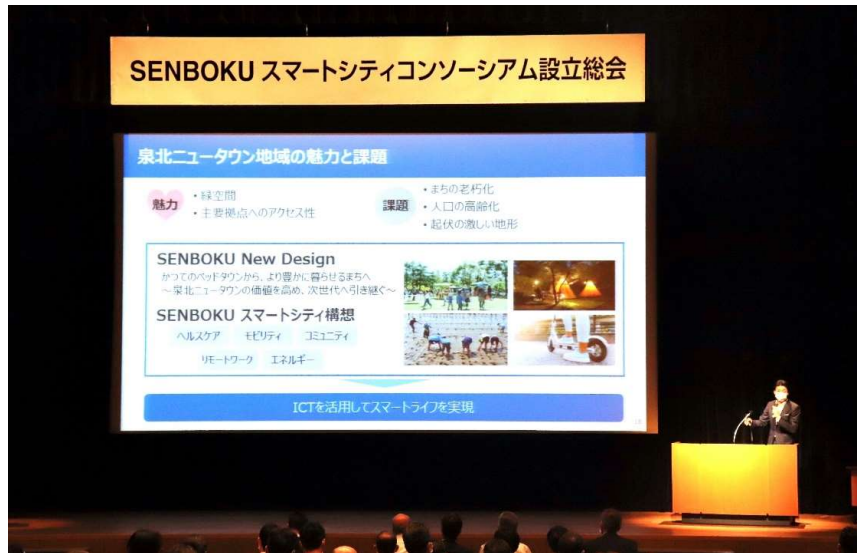 SENBOKU スマートシティコンソーシアム設立総会
泉北ニュータウン地域の魅力と課題
魅力
・緑空間
・主要拠点へのアクセス性
課題
・まちの老朽化
・人口の高齢化
・起伏の激しい地形
SENBOKU New Design
かつてのベッドタウンから、より豊かに暮らせるまちへ
～泉北ニュータウンの価値を高め、次世代へ引き継ぐ～
SENBOKU スマートシティ構想
ヘルスケア モビリティ コミュニティ
リモートワーク エネルギー
ICTを活用してスマートライフを実現